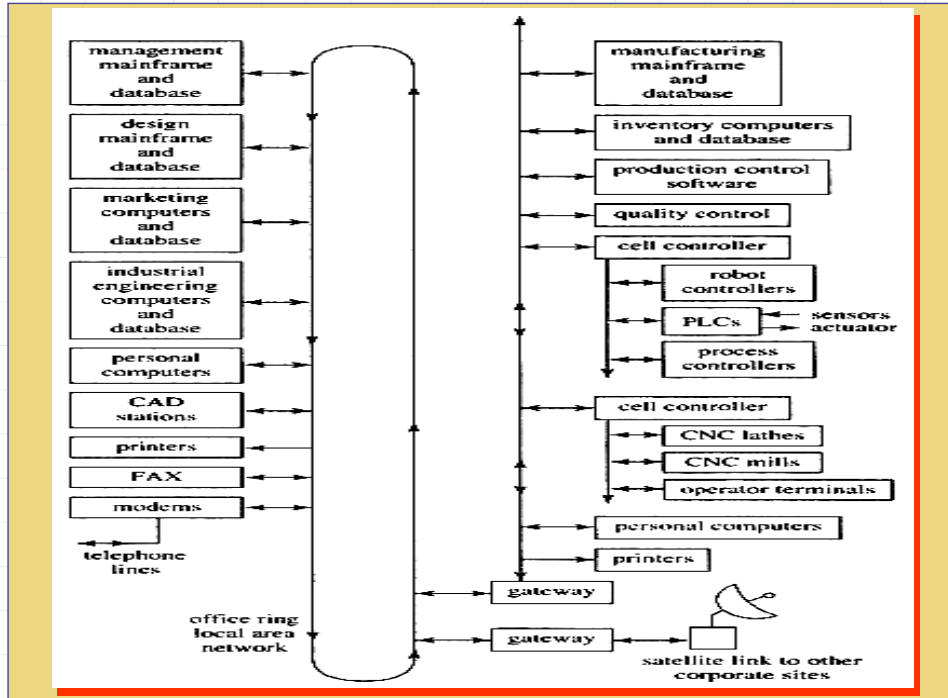 management
mainframe
and
database
design
mainframe
and
database
marketing
computers
and
database
industrial
engineering
computers
and
database
personal
computers
CAD
stations
printers
FAX
modems
telephone
lines
office ring
local area
network
manufacturing
mainframe
and
database
inventory computers
and database
production control
software
quality control
cell controller
robot
controllers
PLCs
sensors
actuator
process
controllers
cell controller
CNC lathes
CNC mills
operator terminals
personal computers
printers
gateway
gateway
satellite link to other
corporate sites